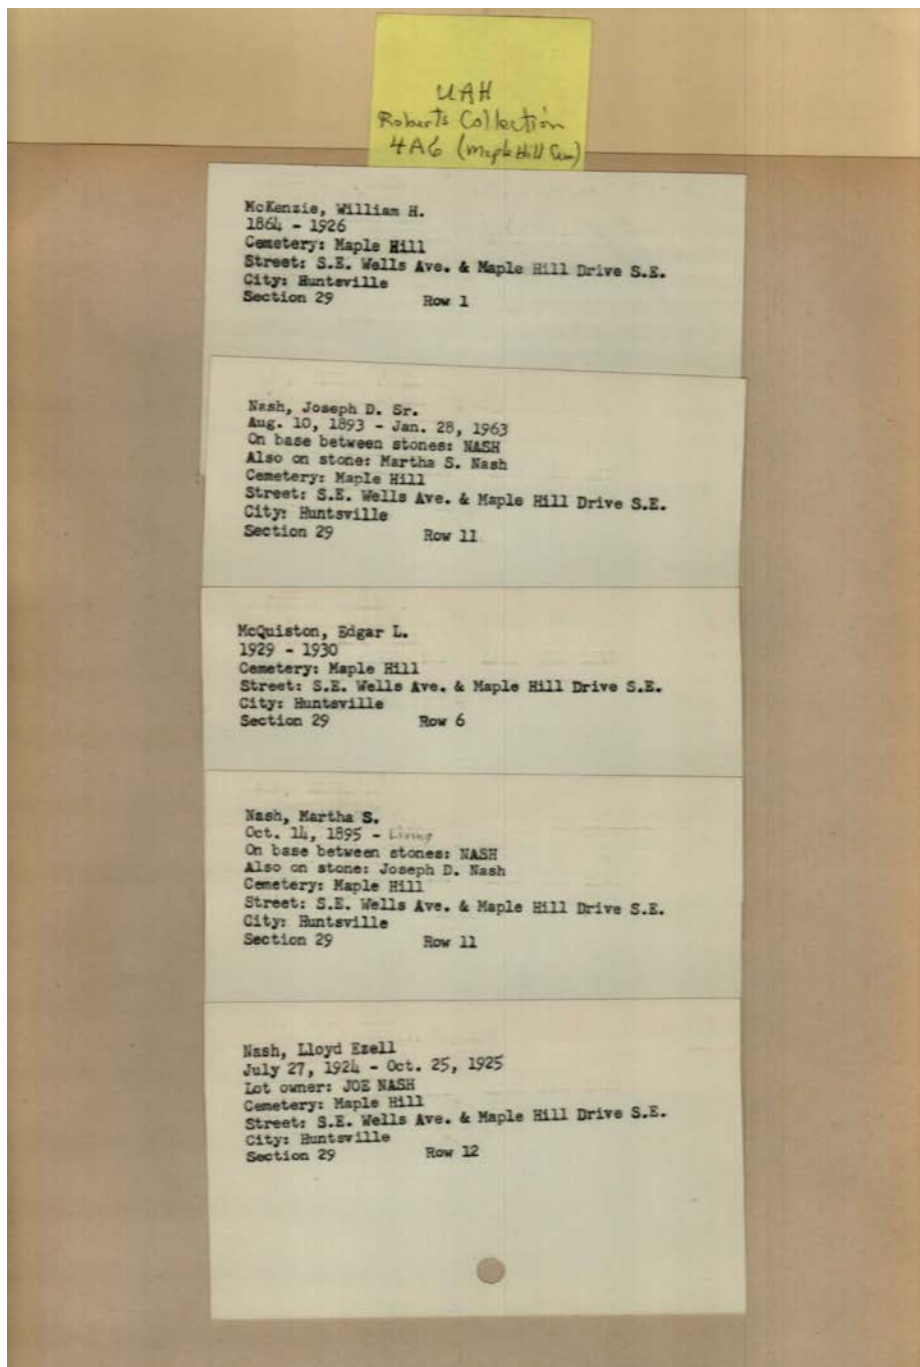 UAH
Roberts Collection
4A6 (Maple Hill Cem)
McKenzie, William H.
1864 - 1926
Cemetery: Maple Hill
Street: S.E. Wells Ave. & Maple Hill Drive S.E.
City: Huntsville
Section 29 Row 1
Nash, Joseph D. Sr.
Aug. 10, 1893 - Jan. 28, 1963
On base between stones: NASH
Also on stone: Martha S. Nash
Cemetery: Maple Hill
Street: S.E. Wells Ave. & Maple Hill Drive S.E.
City: Huntsville
Section 29 Row 11
McQuiston, Edgar L.
1929 - 1930
Cemetery: Maple Hill
Street: S.E. Wells Ave. & Maple Hill Drive S.E.
City: Huntsville
Section 29 Row 6
Nash, Martha S.
Oct. 14, 1895 - Living
On base between stones: NASH
Also on stone: Joseph D. Nash
Cemetery: Maple Hill
Street: S.E. Wells Ave. & Maple Hill Drive S.E.
City: Huntsville
Section 29 Row 11
Nash, Lloyd Ezell
July 27, 1924 - Oct. 25, 1925
Lot owner: JOE NASH
Cemetery: Maple Hill
Street: S.E. Wells Ave. & Maple Hill Drive S.E.
City: Huntsville
Section 29 Row 12